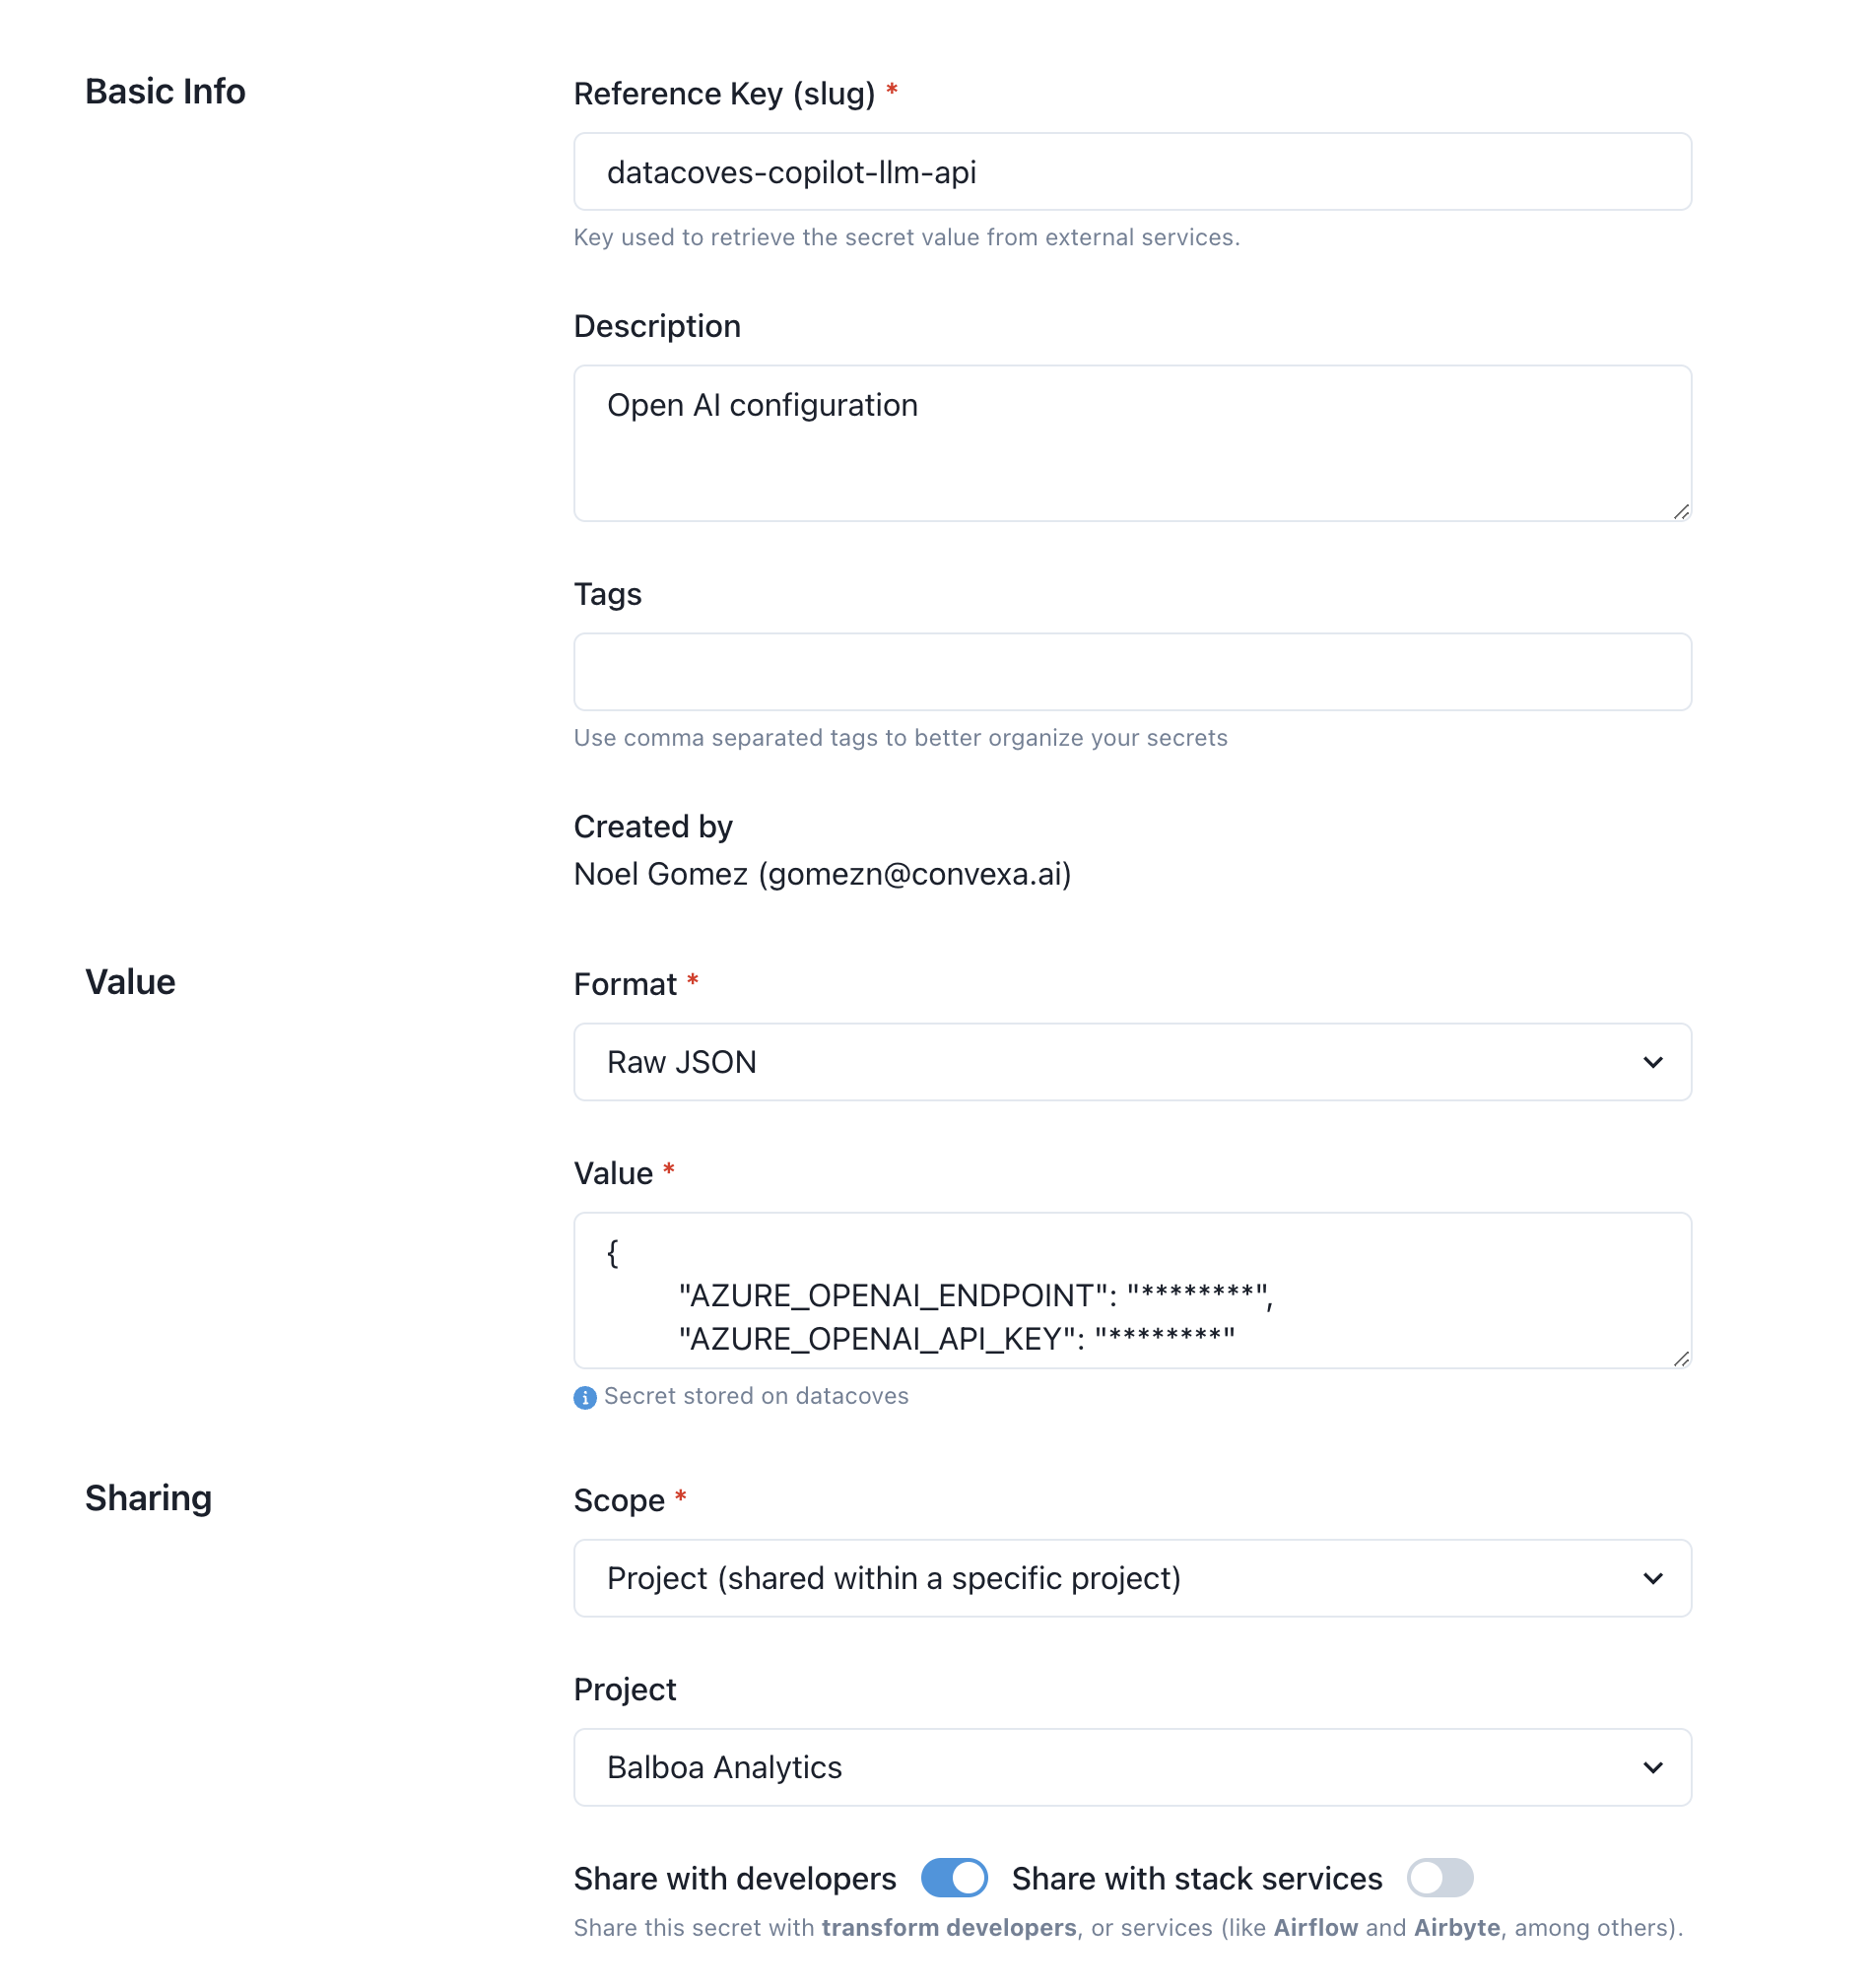 Basic Info
Reference Key (slug) *
datacoves-copilot-llm-api
Key used to retrieve the secret value from external services.
Description
Open AI configuration
Tags
Use comma separated tags to better organize your secrets
Created by
Noel Gomez (gomezn@convexa.ai)
Value
Format *
Raw JSON
Value *
{
"AZURE_OPENAI_ENDPOINT": "********",
"AZURE_OPENAI_API_KEY": "********"
Secret stored on datacoves
Sharing
Scope *
Project (shared within a specific project)
Project
Balboa Analytics
Share with developers Share with stack services
Share this secret with transform developers, or services (like Airflow and Airbyte, among others).